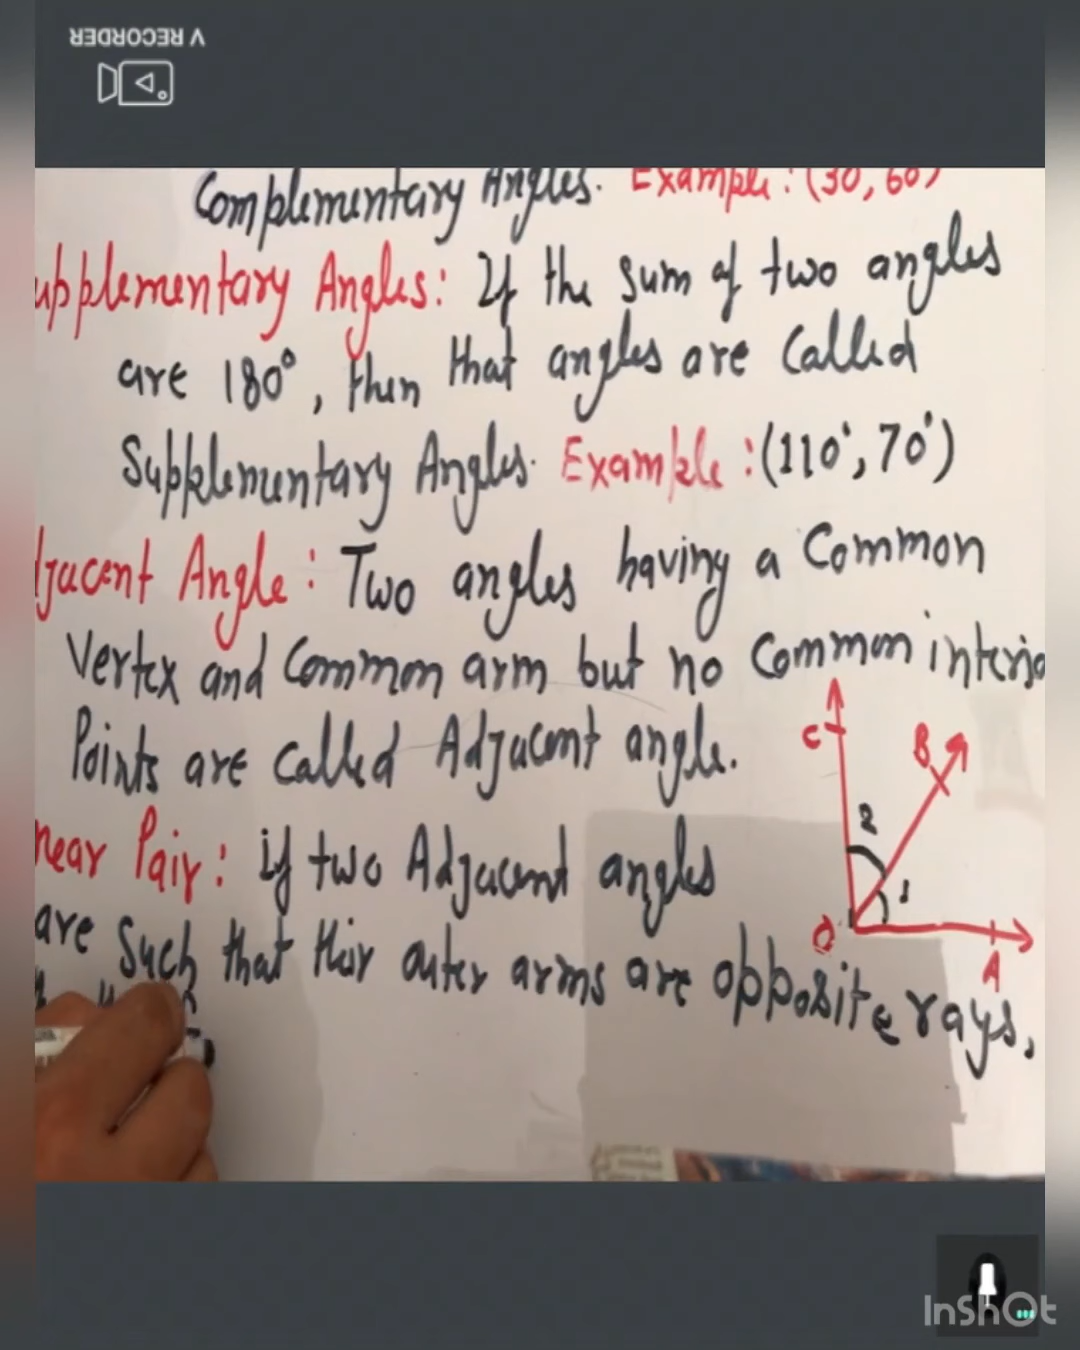 V RECORDER
Complementary Angles. Example: (30, 60)
upplementary Angles: If the sum of two angles
are 180°, then that angles are Called
Supplementary Angles. Example: (110°, 70°)
djacent Angle: Two angles having a Common
Vertex and Common arm but no Common interio
Points are called Adjacent angle.
C
B
2
1
O
A
near Pair: if two Adjacent angles
are Such that thir outer arms are opposite rays,
InShOt